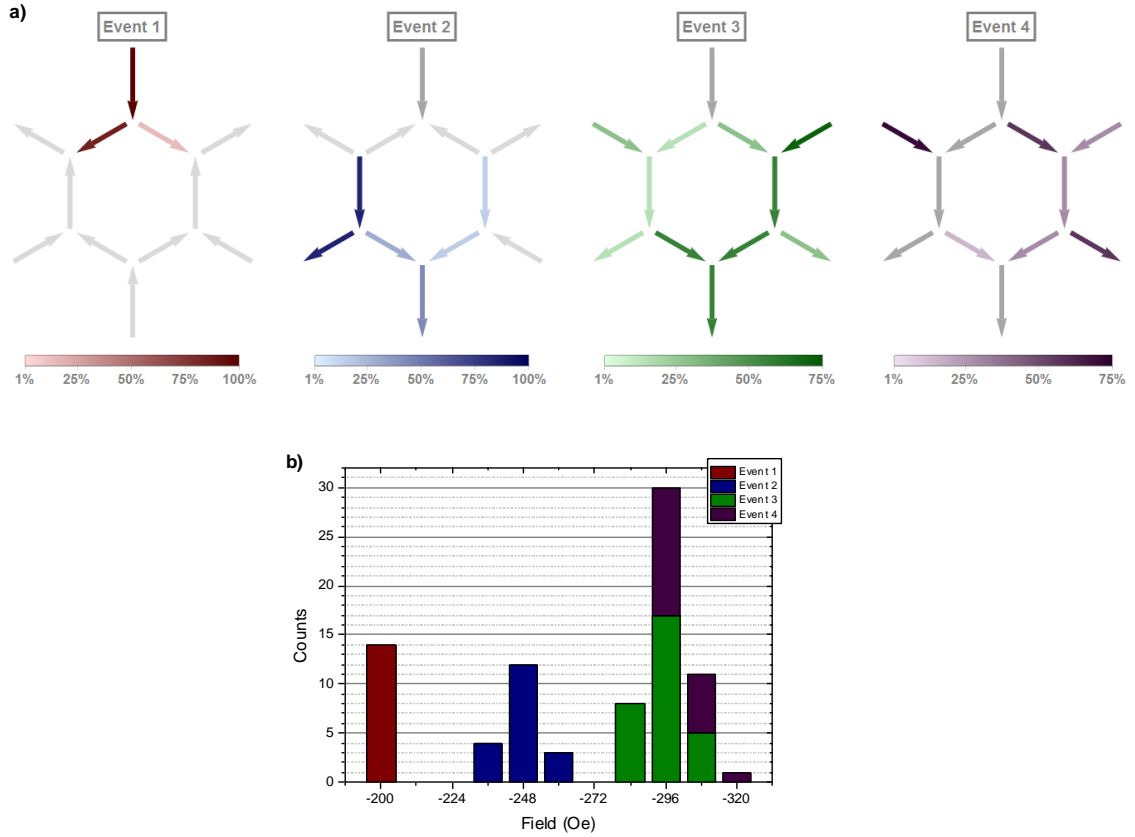 a)
Event 1 Event 2 Event 3 Event 4
1% 25% 50% 75% 100% 1% 25% 50% 75% 100% 1% 25% 50% 75% 1% 25% 50% 75%
b)
Event 1
Event 2
Event 3
Event 4
30
25
20
15
10
5
0
Counts
-200 -224 -248 -272 -296 -320
Field (Oe)